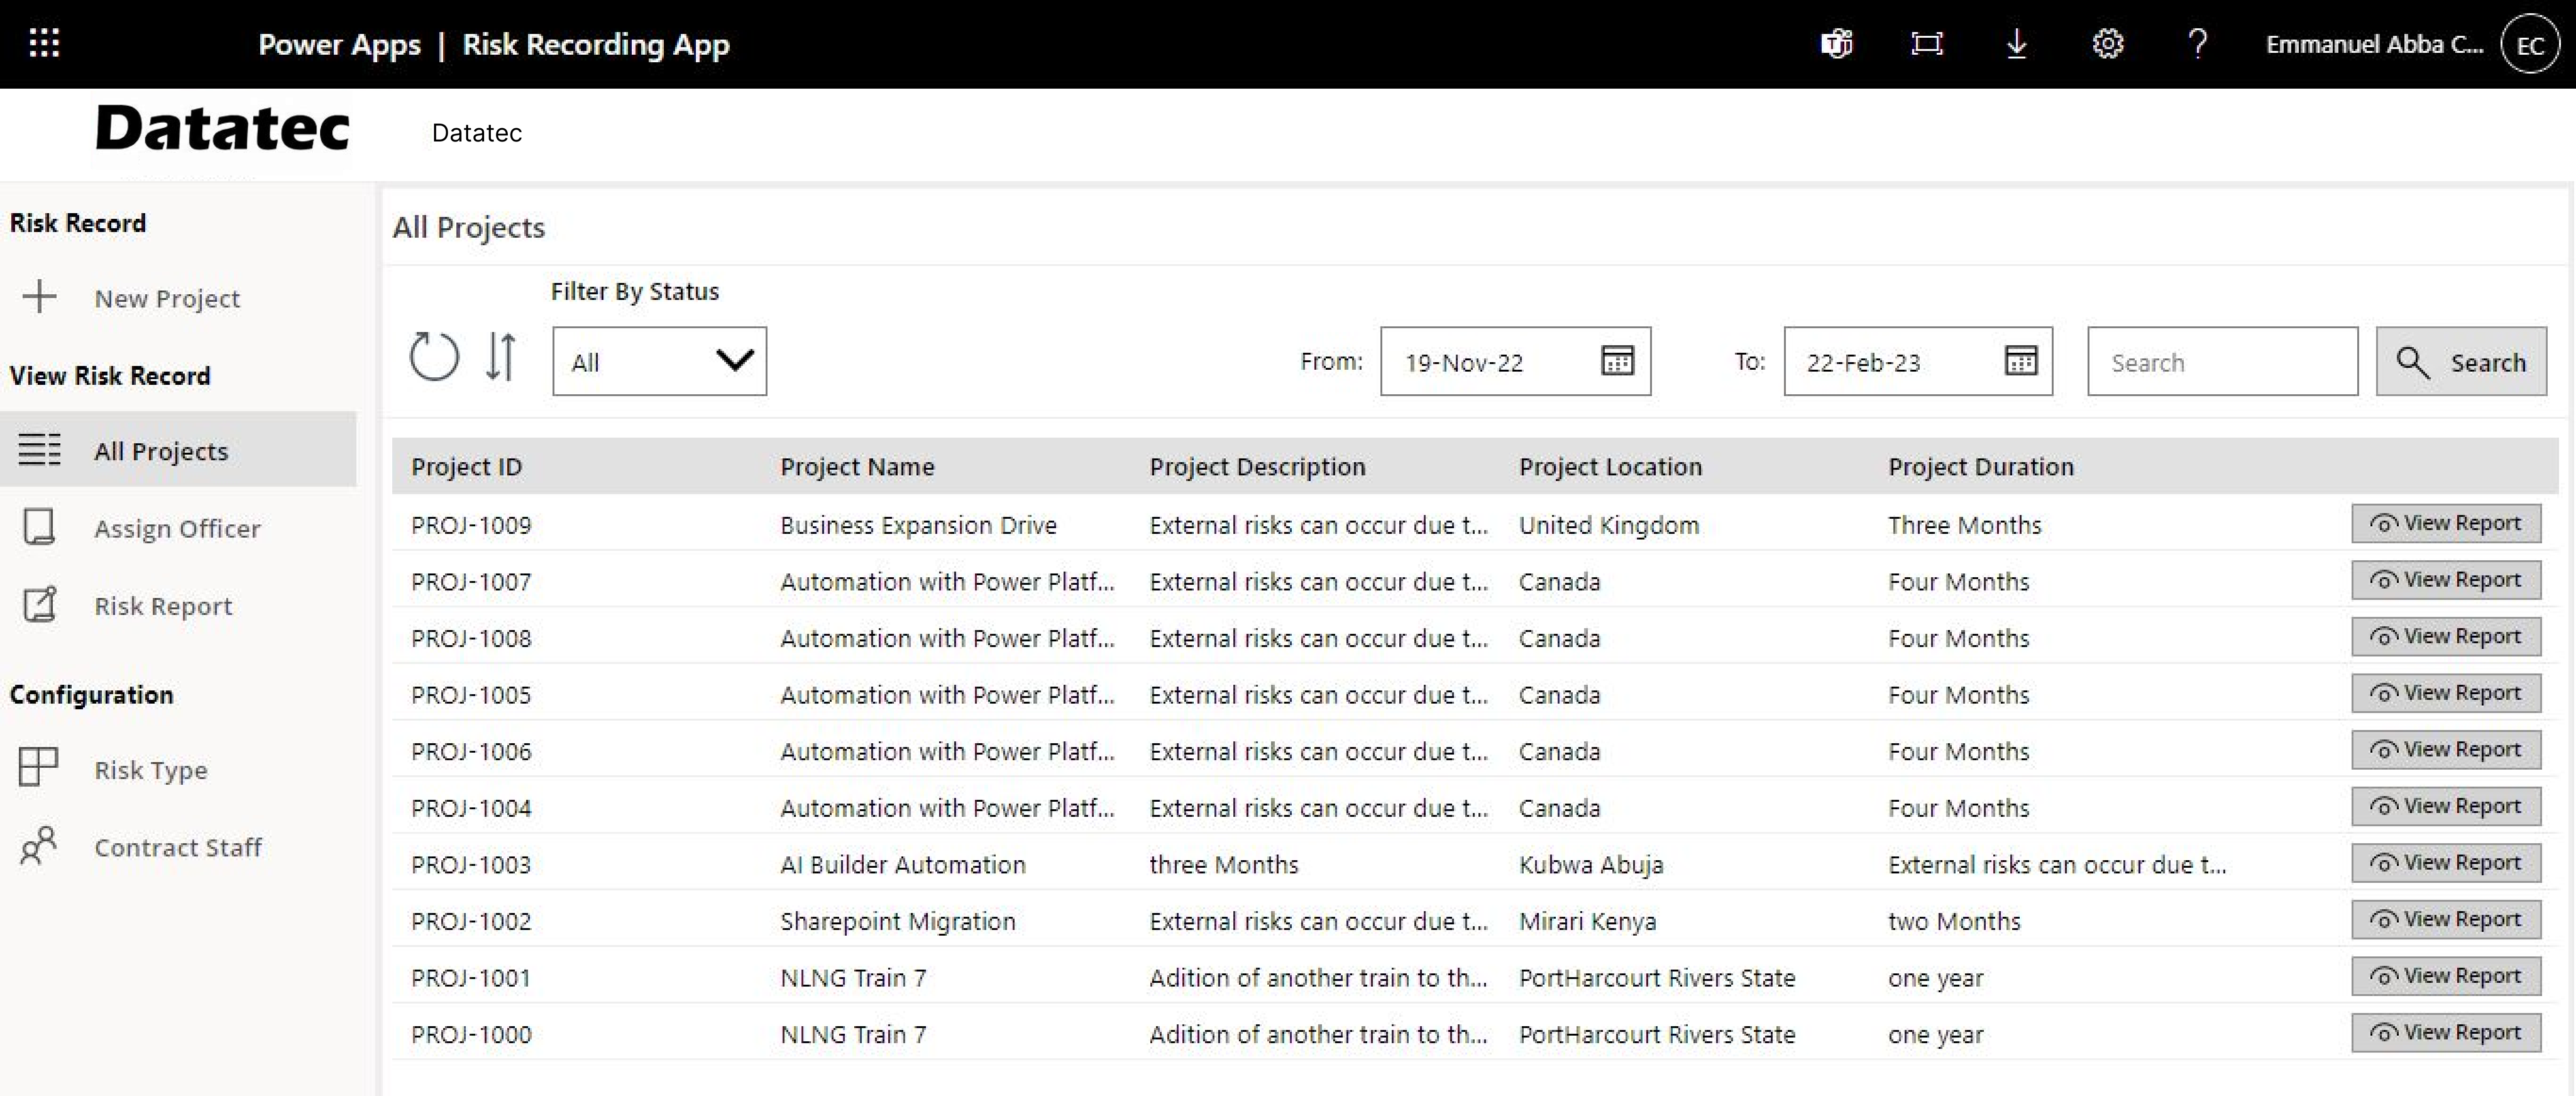 Power Apps | Risk Recording App
Emmanuel Abba C... EC
Datatec Datatec
Risk Record
New Project
View Risk Record
All Projects
Assign Officer
Risk Report
Configuration
Risk Type
Contract Staff
All Projects
Filter By Status
All From: 19-Nov-22 To: 22-Feb-23 Search Search
Project ID Project Name Project Description Project Location Project Duration
PROJ-1009 Business Expansion Drive External risks can occur due t... United Kingdom Three Months View Report
PROJ-1007 Automation with Power Platf... External risks can occur due t... Canada Four Months View Report
PROJ-1008 Automation with Power Platf... External risks can occur due t... Canada Four Months View Report
PROJ-1005 Automation with Power Platf... External risks can occur due t... Canada Four Months View Report
PROJ-1006 Automation with Power Platf... External risks can occur due t... Canada Four Months View Report
PROJ-1004 Automation with Power Platf... External risks can occur due t... Canada Four Months View Report
PROJ-1003 AI Builder Automation three Months Kubwa Abuja External risks can occur due t... View Report
PROJ-1002 Sharepoint Migration External risks can occur due t... Mirari Kenya two Months View Report
PROJ-1001 NLNG Train 7 Adition of another train to th... PortHarcourt Rivers State one year View Report
PROJ-1000 NLNG Train 7 Adition of another train to th... PortHarcourt Rivers State one year View Report